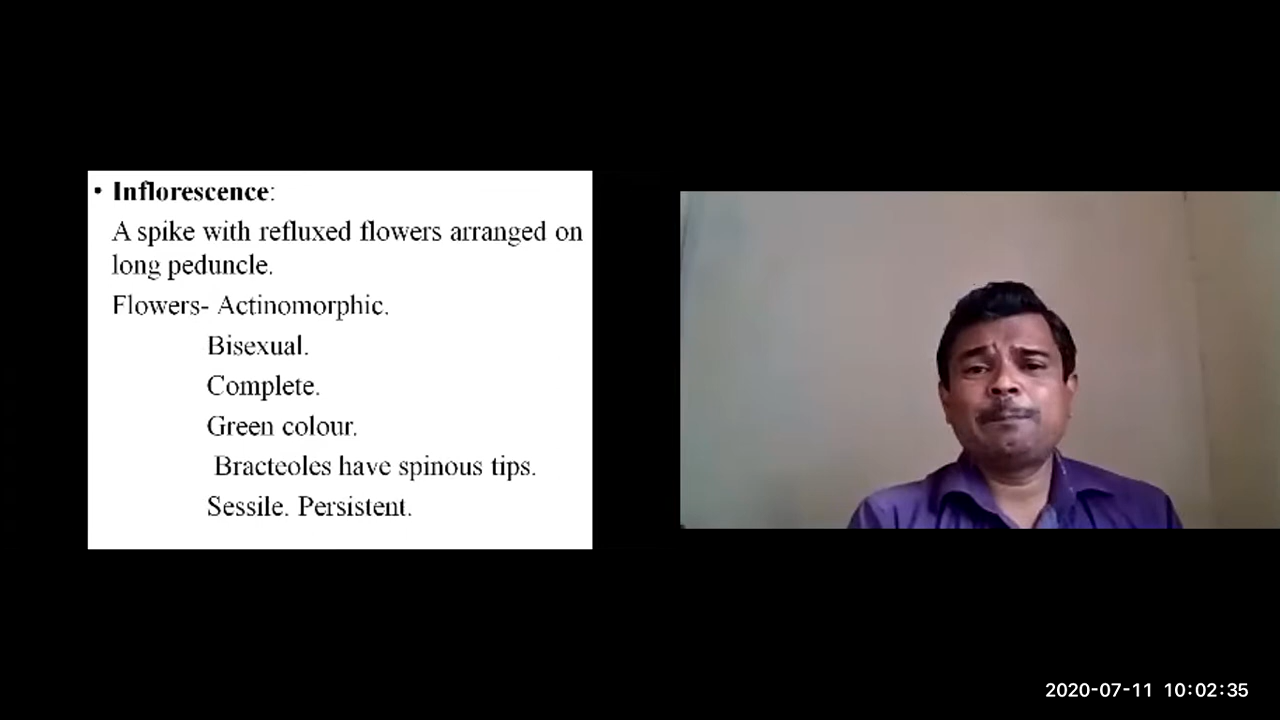 • Inflorescence:
A spike with refluxed flowers arranged on
long peduncle.
Flowers- Actinomorphic.
Bisexual.
Complete.
Green colour.
Bracteoles have spinous tips.
Sessile. Persistent.
2020-07-11 10:02:35